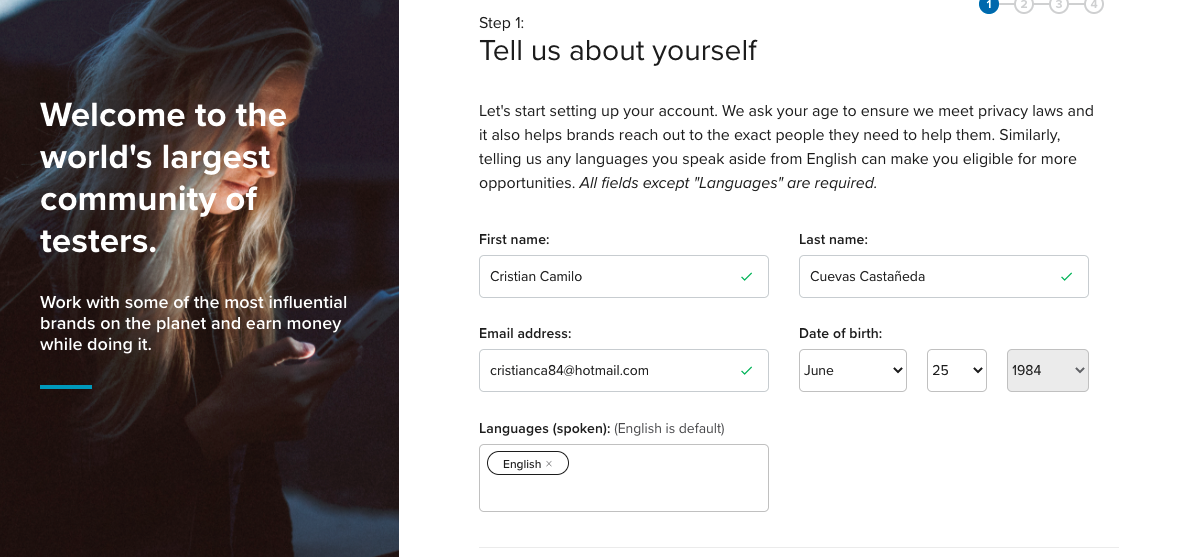 Welcome to the
world's largest
community of
testers.
Work with some of the most influential
brands on the planet and earn money
while doing it.
1 2 3 4
Step 1:
Tell us about yourself
Let's start setting up your account. We ask your age to ensure we meet privacy laws and
it also helps brands reach out to the exact people they need to help them. Similarly,
telling us any languages you speak aside from English can make you eligible for more
opportunities. All fields except "Languages" are required.
First name: Last name:
Cristian Camilo Cuevas Castañeda
Email address: Date of birth:
cristianca84@hotmail.com June 25 1984
Languages (spoken): (English is default)
English ×